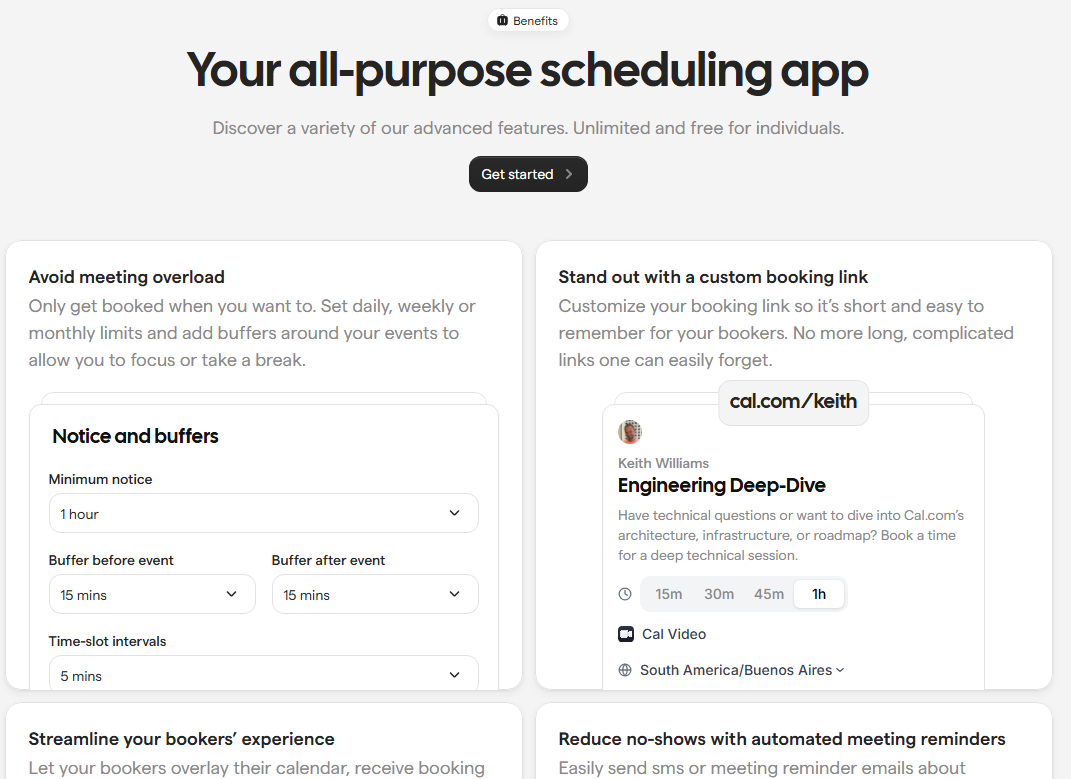 Benefits
Your all-purpose scheduling app
Discover a variety of our advanced features. Unlimited and free for individuals.
Get started
Avoid meeting overload
Only get booked when you want to. Set daily, weekly or
monthly limits and add buffers around your events to
allow you to focus or take a break.
Notice and buffers
Minimum notice
1 hour
Buffer before event
Buffer after event
15 mins
15 mins
Time-slot intervals
5 mins
Stand out with a custom booking link
Customize your booking link so it’s short and easy to
remember for your bookers. No more long, complicated
links one can easily forget.
cal.com/keith
Keith Williams
Engineering Deep-Dive
Have technical questions or want to dive into Cal.com’s
architecture, infrastructure, or roadmap? Book a time
for a deep technical session.
15m 30m 45m 1h
Cal Video
South America/Buenos Aires
Streamline your bookers’ experience
Let your bookers overlay their calendar, receive booking
Reduce no-shows with automated meeting reminders
Easily send sms or meeting reminder emails about